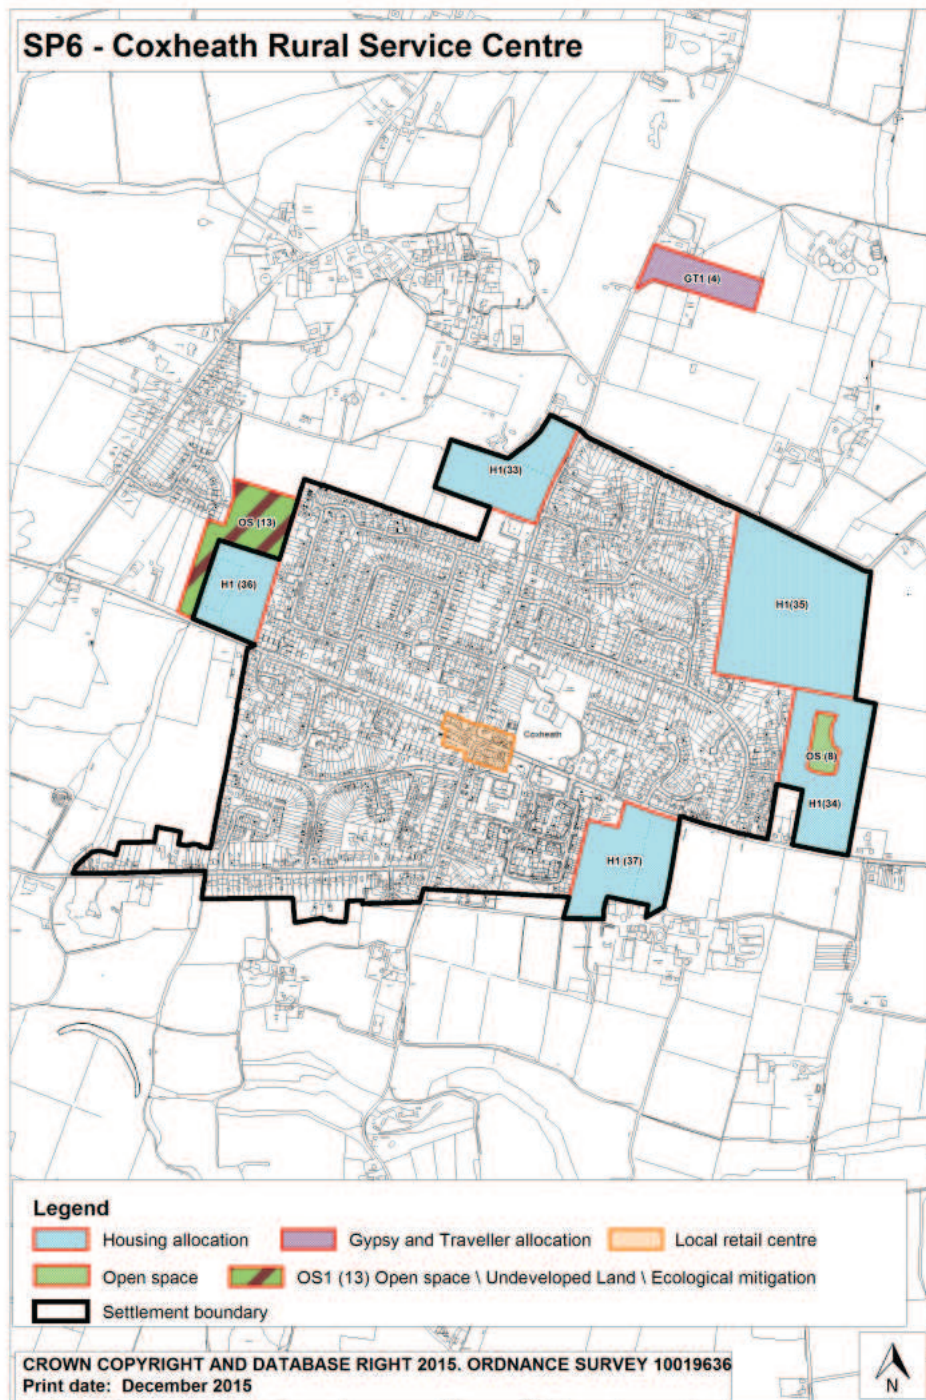 SP6 - Coxheath Rural Service Centre
GT1 (4)
H1(33)
OS (13)
H1 (36)
H1(35)
Coxheath
OS (8)
H1(34)
H1 (37)
Legend
Housing allocation
Gypsy and Traveller allocation
Local retail centre
Open space
OS1 (13) Open space \ Undeveloped Land \ Ecological mitigation
Settlement boundary
CROWN COPYRIGHT AND DATABASE RIGHT 2015. ORDNANCE SURVEY 10019636
Print date: December 2015
N